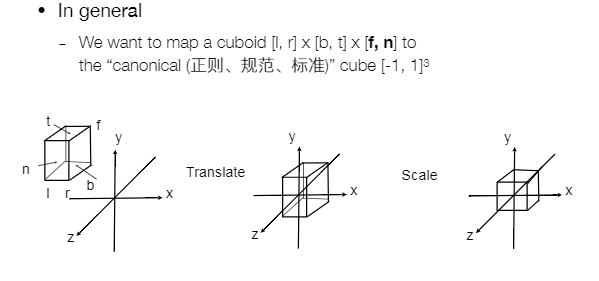 • In general
– We want to map a cuboid [l, r] x [b, t] x [f, n] to
the “canonical (正则、规范、标准)” cube [-1, 1]³
t
f
n
l
r
b
y
x
z
Translate
y
x
z
Scale
y
x
z